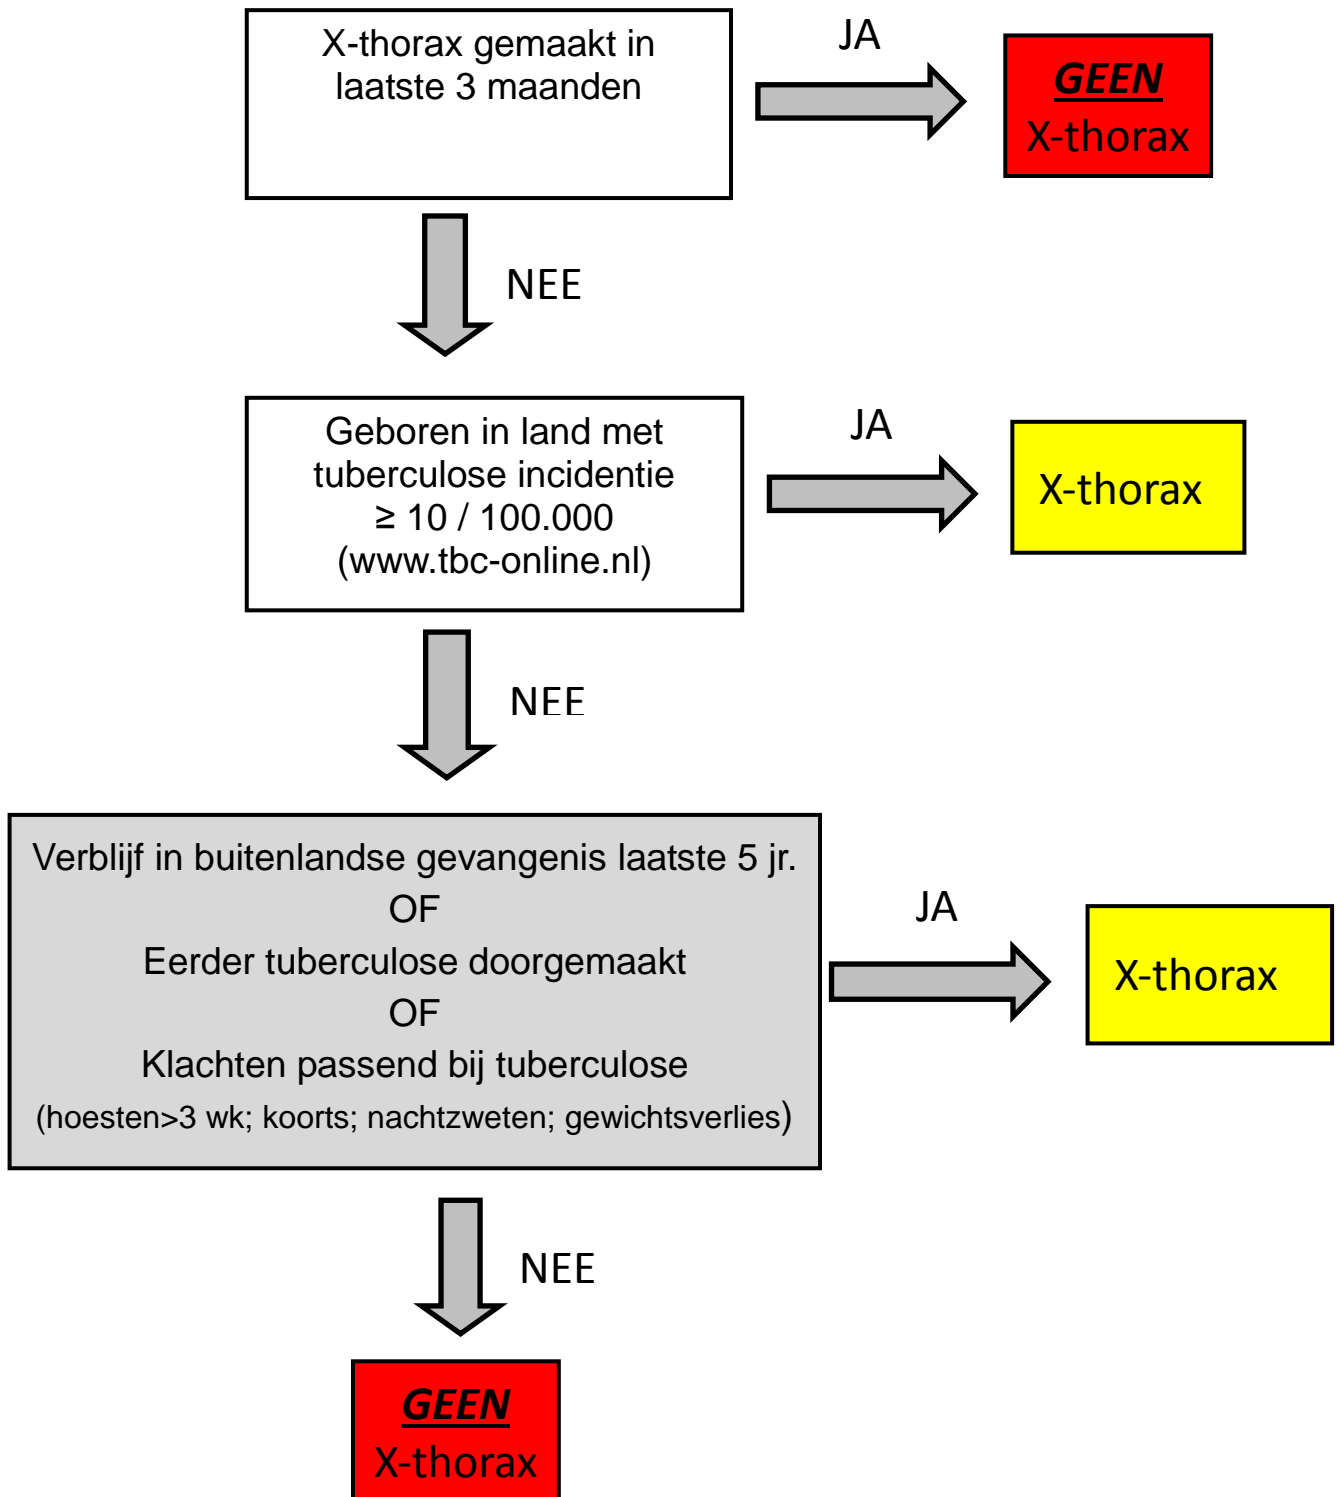 X-thorax gemaakt in
laatste 3 maanden
JA
GEEN
X-thorax
NEE
Geboren in land met
tuberculose incidentie
≥ 10 / 100.000
(www.tbc-online.nl)
JA
X-thorax
NEE
Verblijf in buitenlandse gevangenis laatste 5 jr.
OF
Eerder tuberculose doorgemaakt
OF
Klachten passend bij tuberculose
(hoesten>3 wk; koorts; nachtzweten; gewichtsverlies)
JA
X-thorax
NEE
GEEN
X-thorax